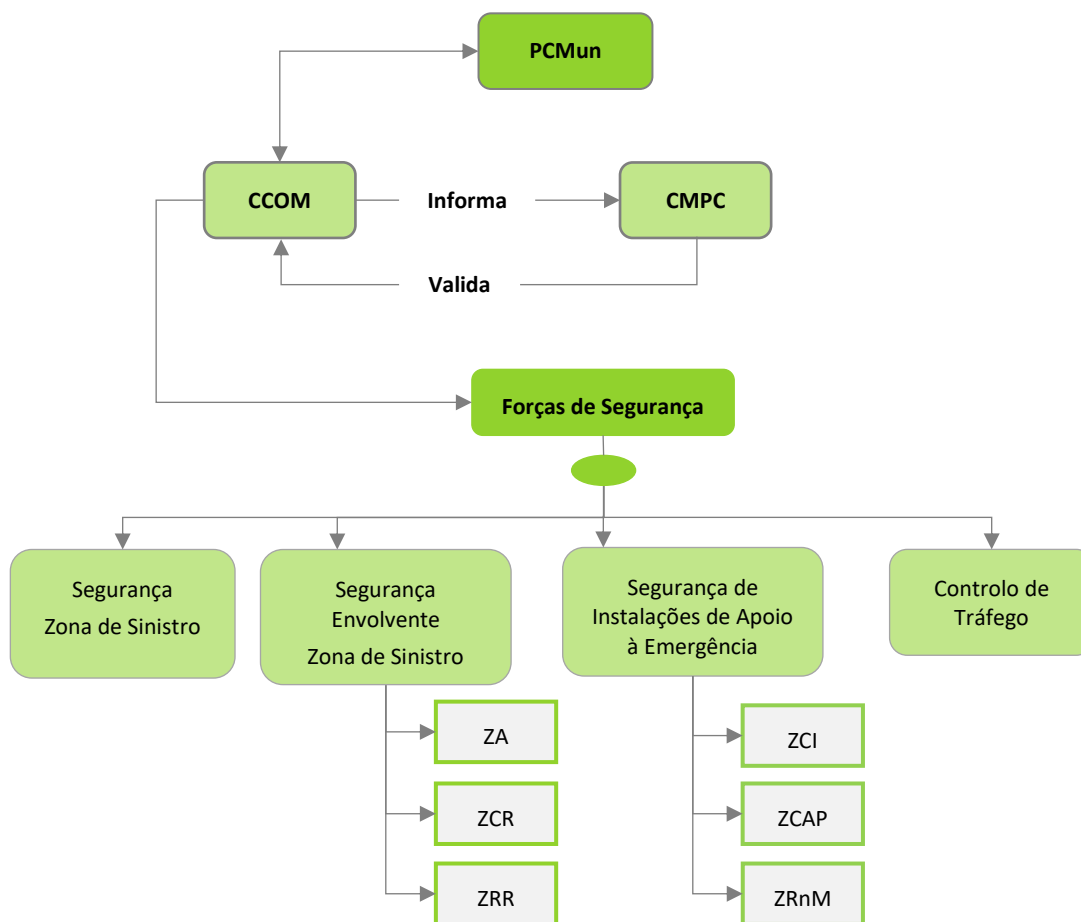 PCMun
CCOM
Informa
CMPC
Valida
Forças de Segurança
Segurança
Zona de Sinistro
Segurança
Envolvente
Zona de Sinistro
Segurança de
Instalações de Apoio
à Emergência
Controlo de
Tráfego
ZA
ZCR
ZRR
ZCI
ZCAP
ZRnM